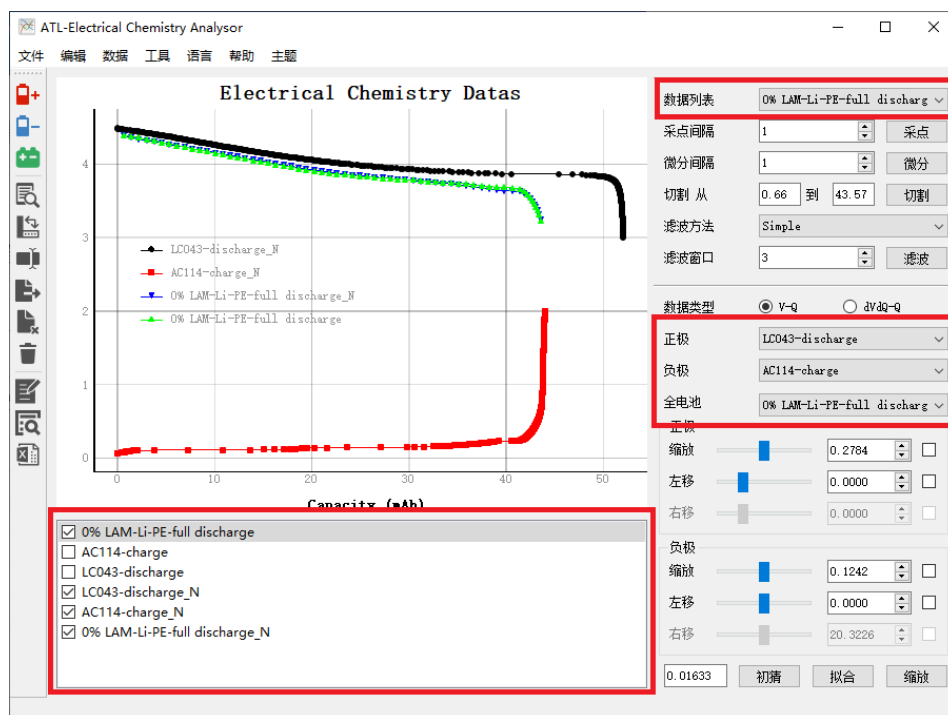 ATL-Electrical Chemistry Analysor
文件 编辑 数据 工具 语言 帮助 主题
Electrical Chemistry Datas
4
3
2
1
0
LC043-discharge_N
AC114-charge_N
0% LAM-Li-PE-full discharge_N
0% LAM-Li-PE-full discharge
0 10 20 30 40 50
Capacity (mAh)
0% LAM-Li-PE-full discharge
AC114-charge
LC043-discharge
LC043-discharge_N
AC114-charge_N
0% LAM-Li-PE-full discharge_N
数据列表 0% LAM-Li-PE-full discharg
采点间隔 1 采点
微分间隔 1 微分
切割 从 0.66 到 43.57 切割
滤波方法 Simple
滤波窗口 3 滤波
数据类型 V-Q dVdQ-Q
正极 LC043-discharge
负极 AC114-charge
全电池 0% LAM-Li-PE-full discharg
正极
缩放 0.2784
左移 0.0000
右移 0.0000
负极
缩放 0.1242
左移 0.0000
右移 20.3226
0.01633 初猜 拟合 缩放